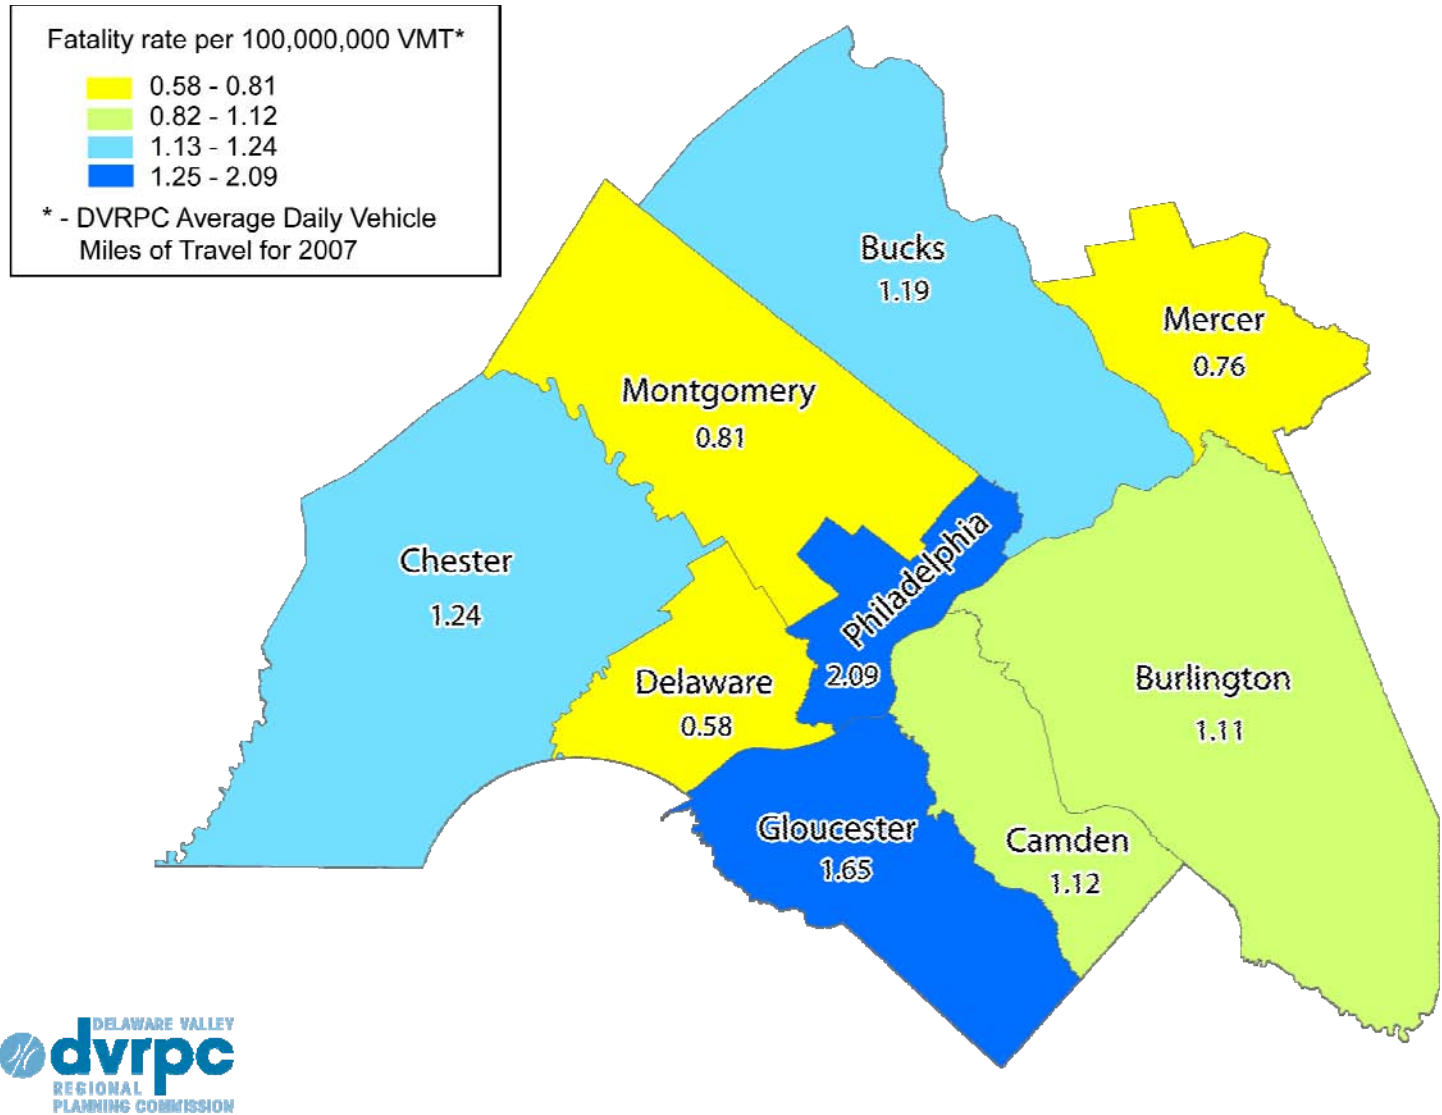 Fatality rate per 100,000,000 VMT*
0.58 - 0.81
0.82 - 1.12
1.13 - 1.24
1.25 - 2.09
* - DVRPC Average Daily Vehicle
Miles of Travel for 2007
Bucks
1.19
Mercer
0.76
Montgomery
0.81
Chester
1.24
Philadelphia
2.09
Delaware
0.58
Burlington
1.11
Gloucester
1.65
Camden
1.12
DELAWARE VALLEY
dvrpc
REGIONAL
PLANNING COMMISSION